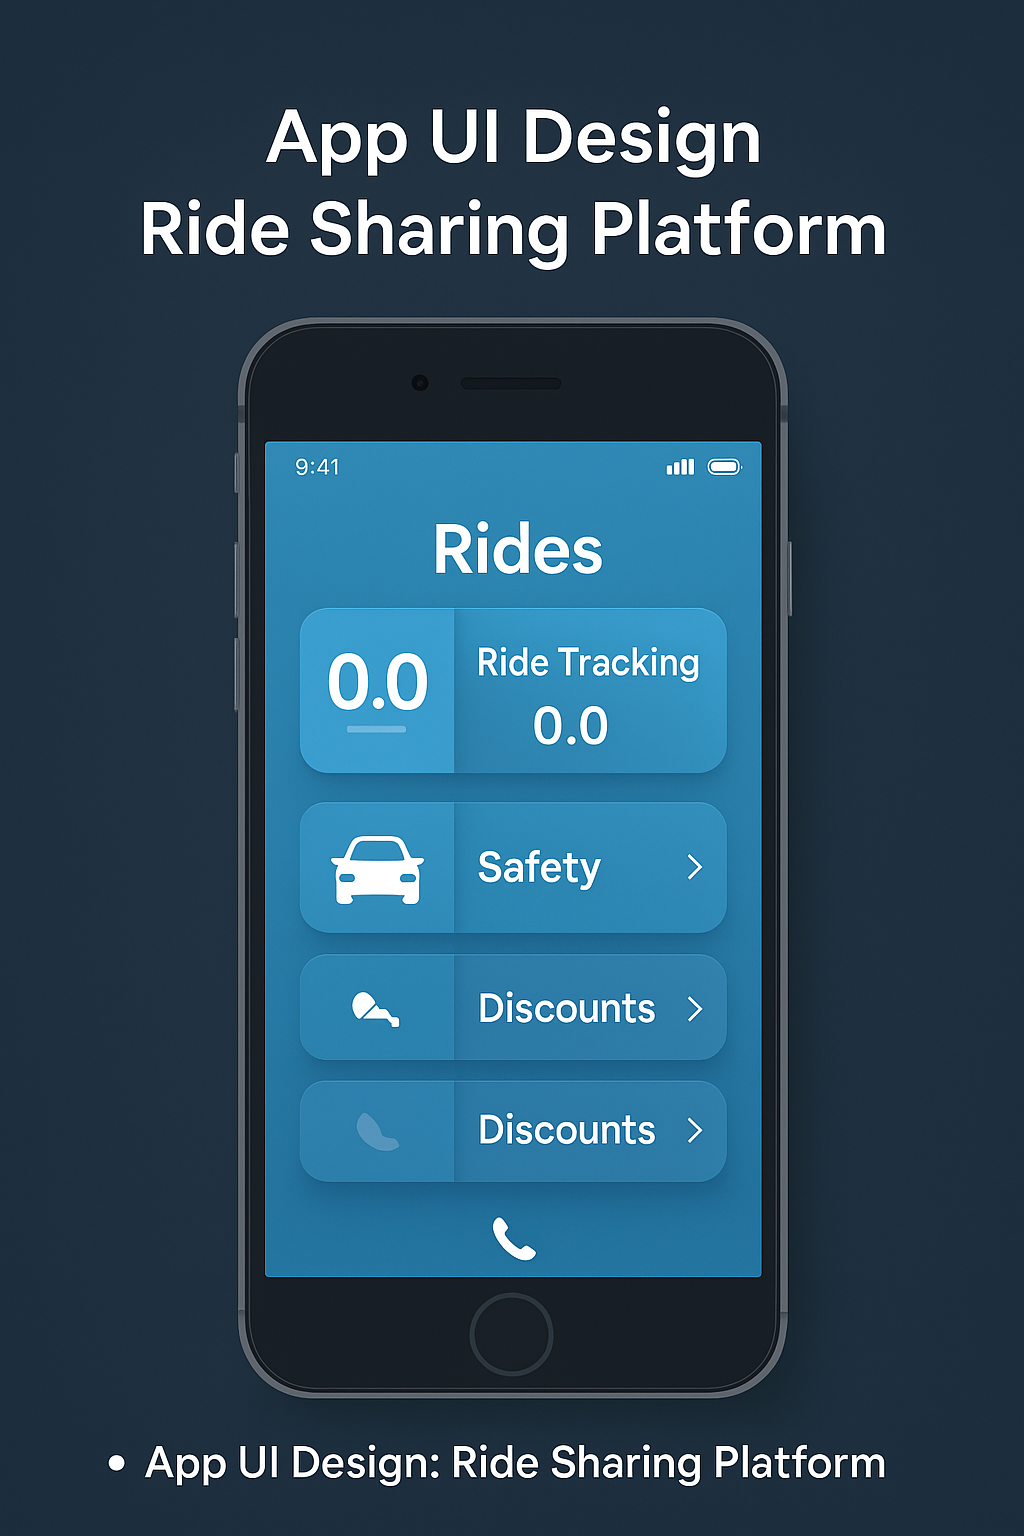 App UI Design
Ride Sharing Platform
9:41
Rides
0.0
Ride Tracking
0.0
Safety
Discounts
Discounts
• App UI Design: Ride Sharing Platform